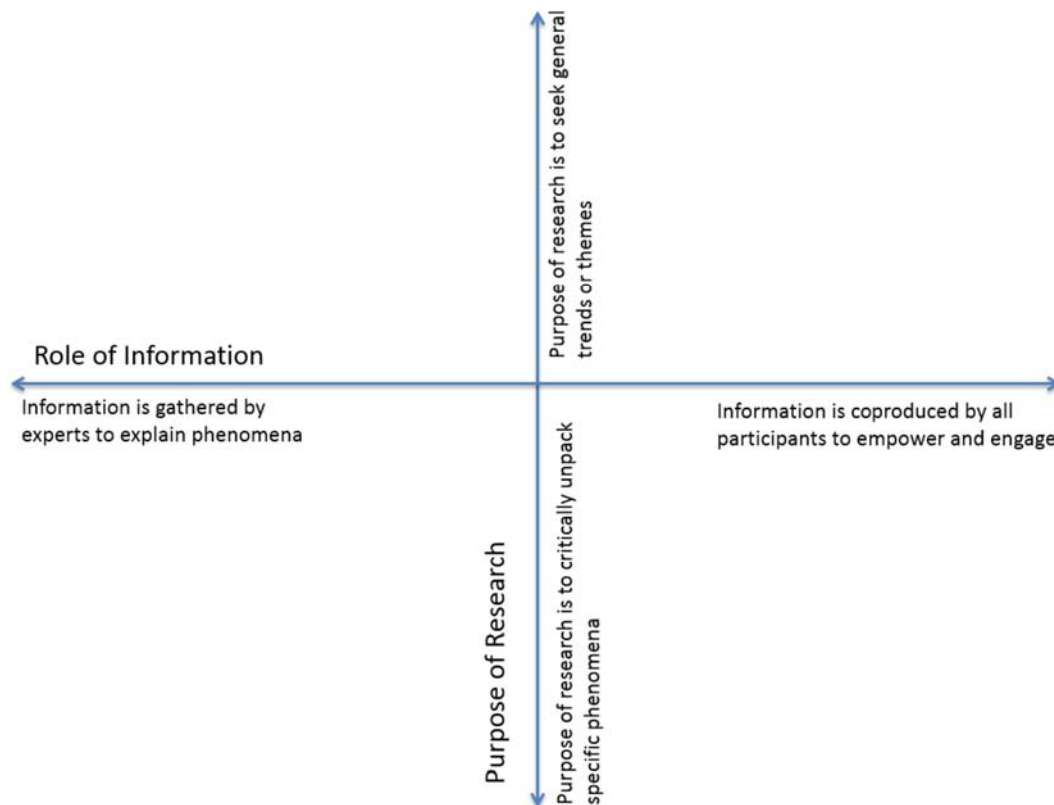 Purpose of research is to seek general
trends or themes
Role of Information
Information is gathered by
experts to explain phenomena
Information is coproduced by all
participants to empower and engage
Purpose of Research
Purpose of research is to critically unpack
specific phenomena